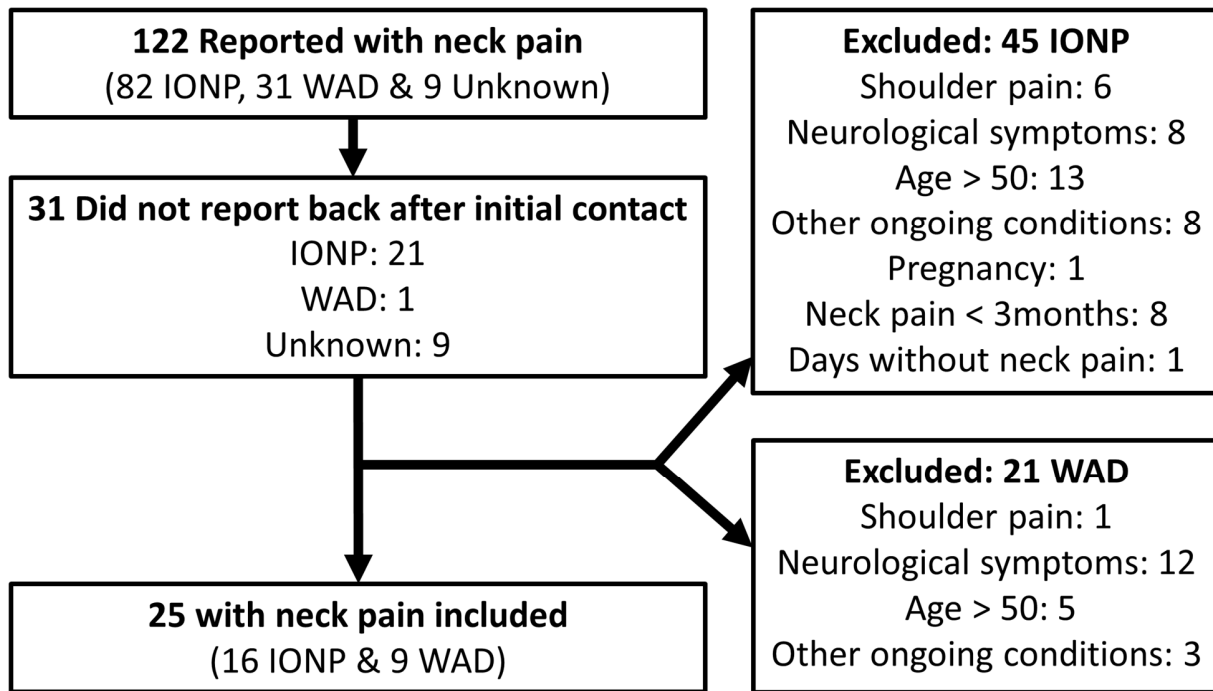 122 Reported with neck pain
(82 IONP, 31 WAD & 9 Unknown)
31 Did not report back after initial contact
IONP: 21
WAD: 1
Unknown: 9
25 with neck pain included
(16 IONP & 9 WAD)
Excluded: 45 IONP
Shoulder pain: 6
Neurological symptoms: 8
Age > 50: 13
Other ongoing conditions: 8
Pregnancy: 1
Neck pain < 3months: 8
Days without neck pain: 1
Excluded: 21 WAD
Shoulder pain: 1
Neurological symptoms: 12
Age > 50: 5
Other ongoing conditions: 3